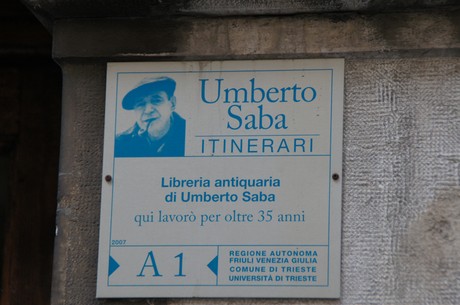 Umberto
Saba
ITINERARI
Libreria antiquaria
di Umberto Saba
qui lavorò per oltre 35 anni
2007
A 1
REGIONE AUTONOMA
FRIULI VENEZIA GIULIA
COMUNE DI TRIESTE
UNIVERSITÀ DI TRIESTE